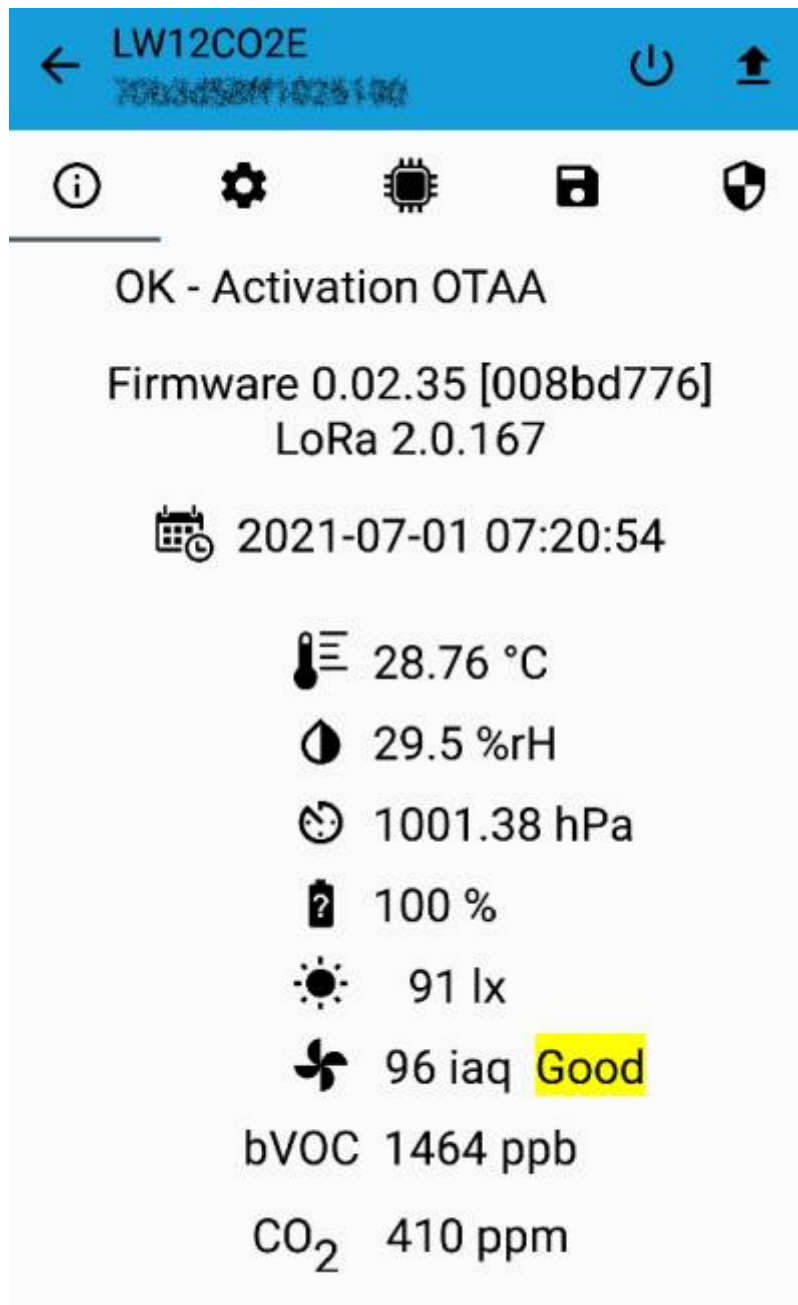 LW12CO2E
OK - Activation OTAA
Firmware 0.02.35 [008bd776]
LoRa 2.0.167
2021-07-01 07:20:54
28.76 °C
29.5 %rH
1001.38 hPa
100 %
91 lx
96 iaq Good
bVOC 1464 ppb
CO₂ 410 ppm